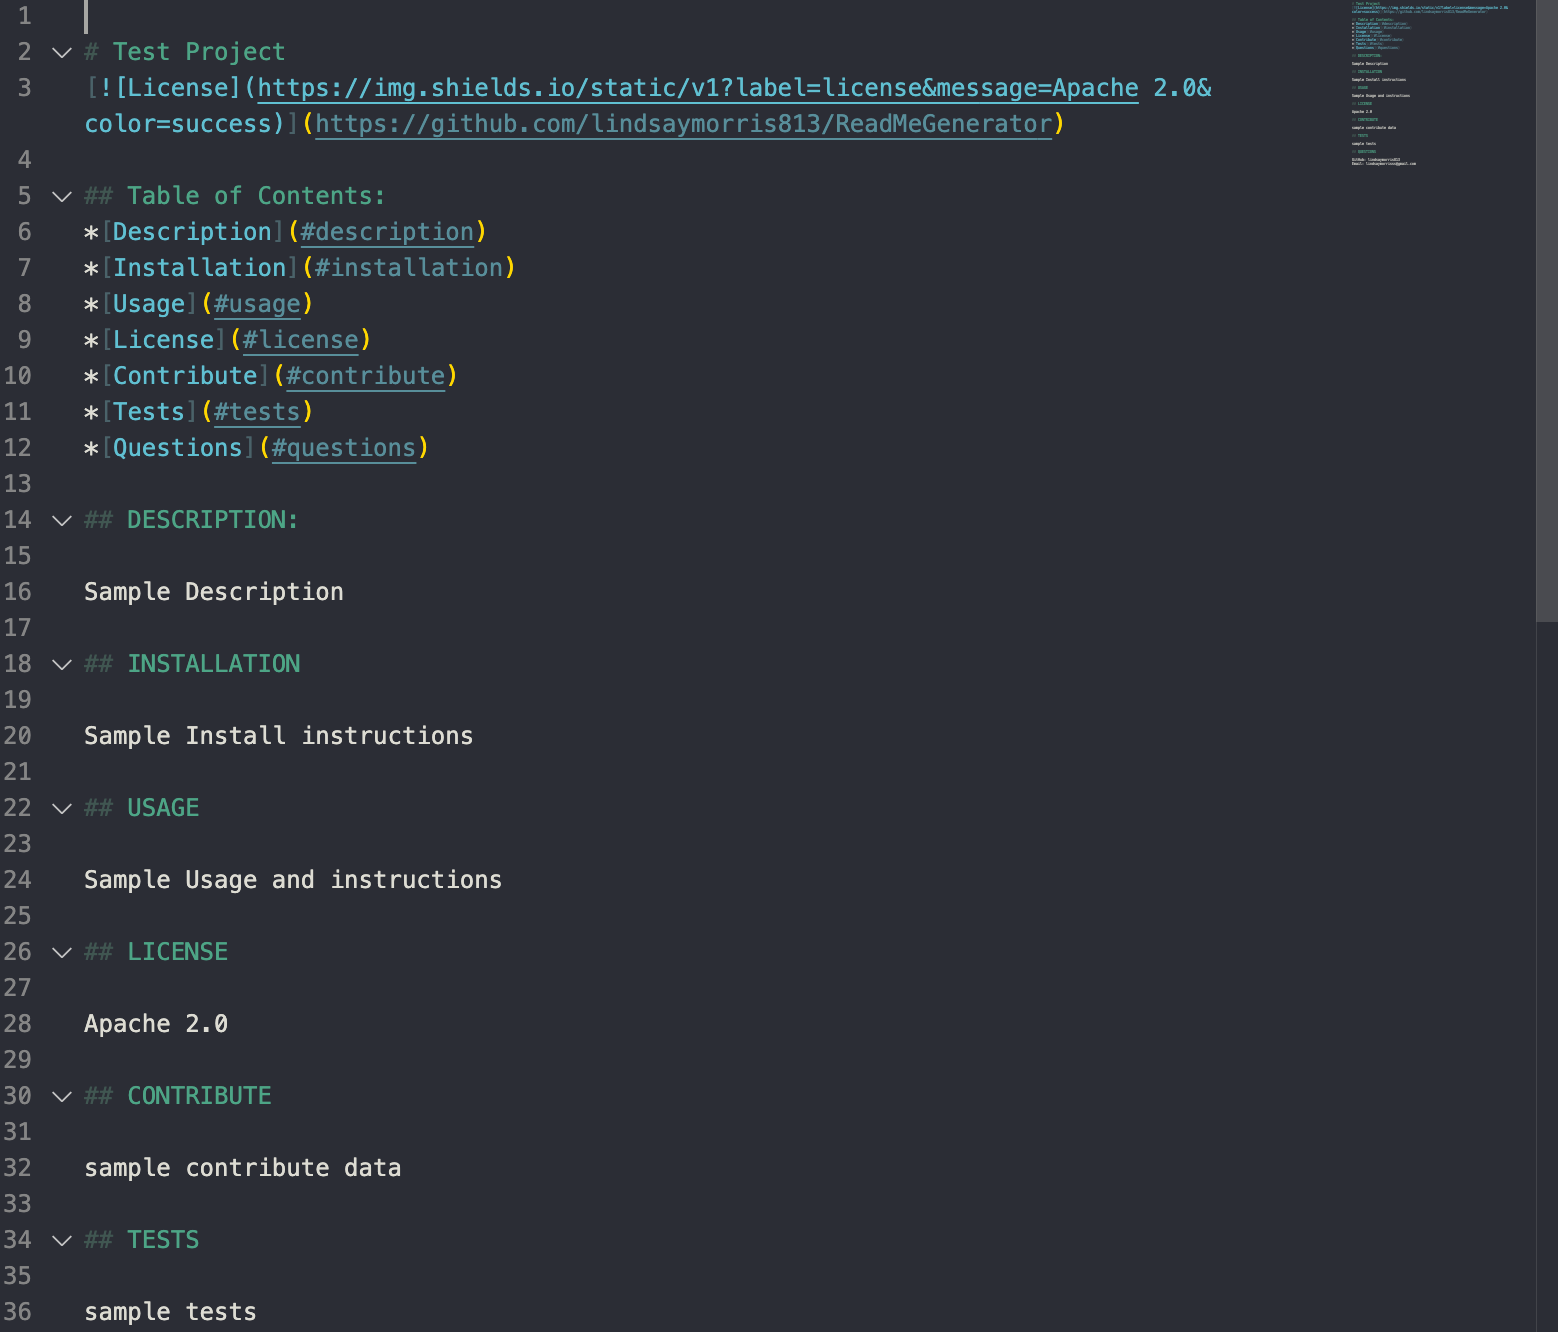 1
2 # Test Project
3 [![License](https://img.shields.io/static/v1?label=license&message=Apache 2.0&
color=success)](https://github.com/lindsaymorris813/ReadMeGenerator)
4
5 ## Table of Contents:
6 *[Description](#description)
7 *[Installation](#installation)
8 *[Usage](#usage)
9 *[License](#license)
10 *[Contribute](#contribute)
11 *[Tests](#tests)
12 *[Questions](#questions)
13
14 ## DESCRIPTION:
15
16 Sample Description
17
18 ## INSTALLATION
19
20 Sample Install instructions
21
22 ## USAGE
23
24 Sample Usage and instructions
25
26 ## LICENSE
27
28 Apache 2.0
29
30 ## CONTRIBUTE
31
32 sample contribute data
33
34 ## TESTS
35
36 sample tests